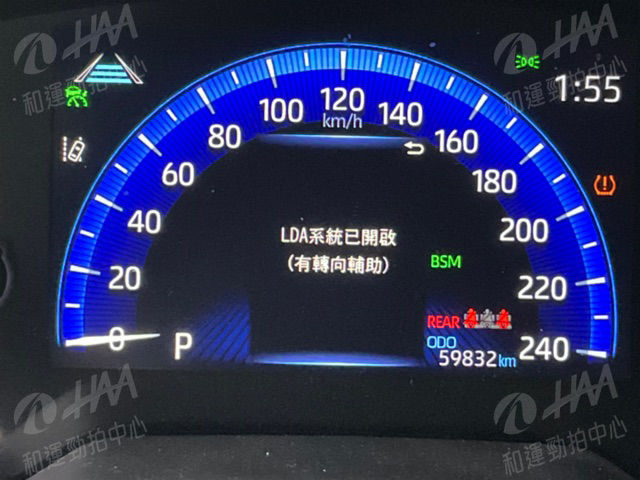 HAA
和運勁拍中心
HAA
和運勁拍中心
1:55
0
20
40
60
80
100
120
km/h
140
160
180
200
220
240
LDA系統已開啟
(有轉向輔助)
BSM
REAR
P
ODO
59832 km
HAA
和運勁拍中心
HAA
和運勁拍中心